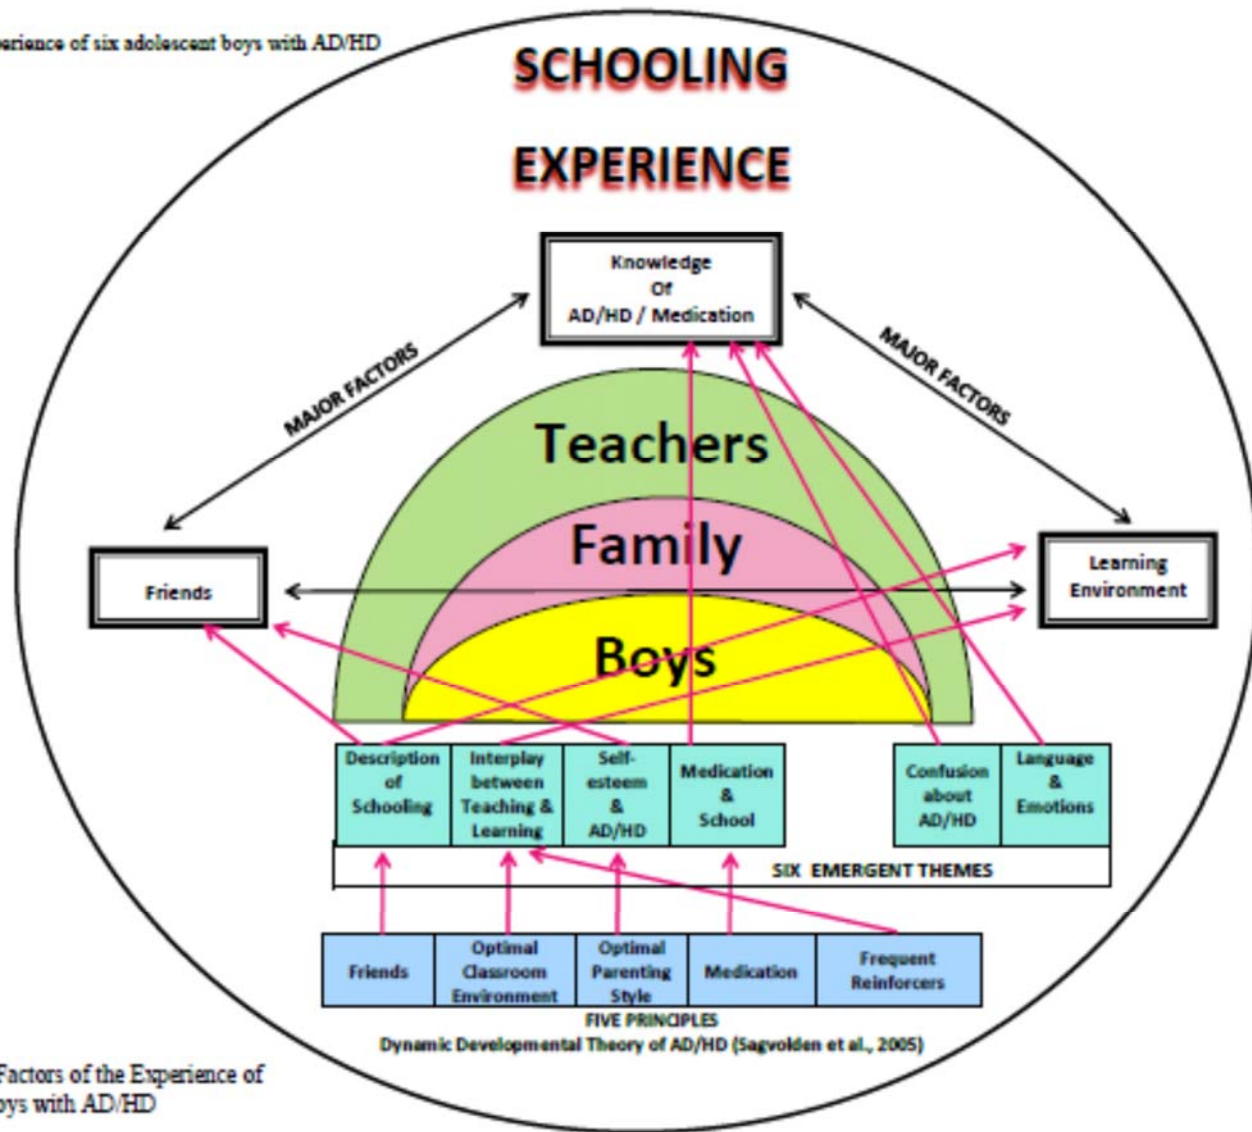 erience of six adolescent boys with AD/HD
SCHOOLING
EXPERIENCE
Knowledge
Of
AD/HD / Medication
MAJOR FACTORS
MAJOR FACTORS
Teachers
Family
Boys
Friends
Learning
Environment
Description
of
Schooling
Interplay
between
Teaching &
Learning
Self-
esteem
&
AD/HD
Medication
&
School
Confusion
about
AD/HD
Language
&
Emotions
SIX EMERGENT THEMES
Friends
Optimal
Classroom
Environment
Optimal
Parenting
Style
Medication
Frequent
Reinforcers
FIVE PRINCIPLES
Dynamic Developmental Theory of AD/HD (Sagvolden et al., 2005)
Factors of the Experience of
oys with AD/HD